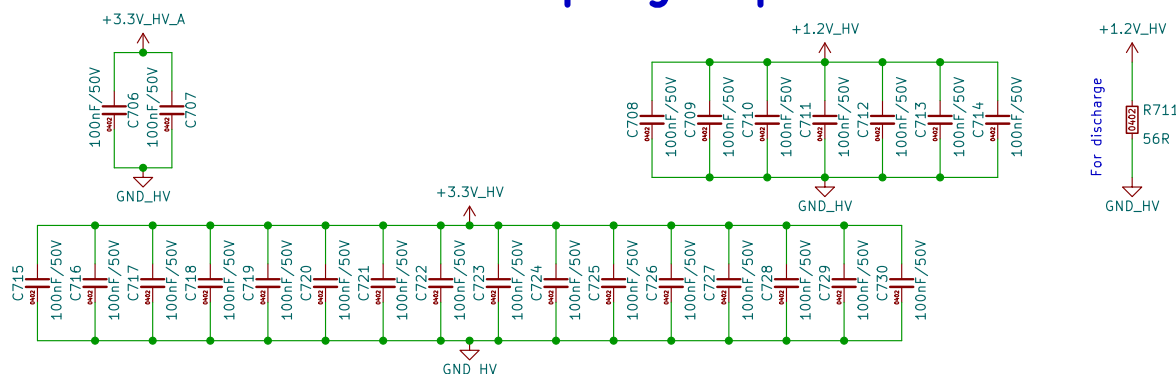 +3.3V_HV_A
100nF/50V
0402
C706
100nF/50V
0402
C707
GND_HV
+1.2V_HV
C708
0402
100nF/50V
C709
0402
100nF/50V
C710
0402
100nF/50V
C711
0402
100nF/50V
C712
0402
100nF/50V
C713
0402
100nF/50V
C714
0402
100nF/50V
GND_HV
+1.2V_HV
For discharge
0402
R711
56R
GND_HV
+3.3V_HV
C715
0402
100nF/50V
C716
0402
100nF/50V
C717
0402
100nF/50V
C718
0402
100nF/50V
C719
0402
100nF/50V
C720
0402
100nF/50V
C721
0402
100nF/50V
C722
0402
100nF/50V
C723
0402
100nF/50V
C724
0402
100nF/50V
C725
0402
100nF/50V
C726
0402
100nF/50V
C727
0402
100nF/50V
C728
0402
100nF/50V
C729
0402
100nF/50V
C730
0402
100nF/50V
GND_HV